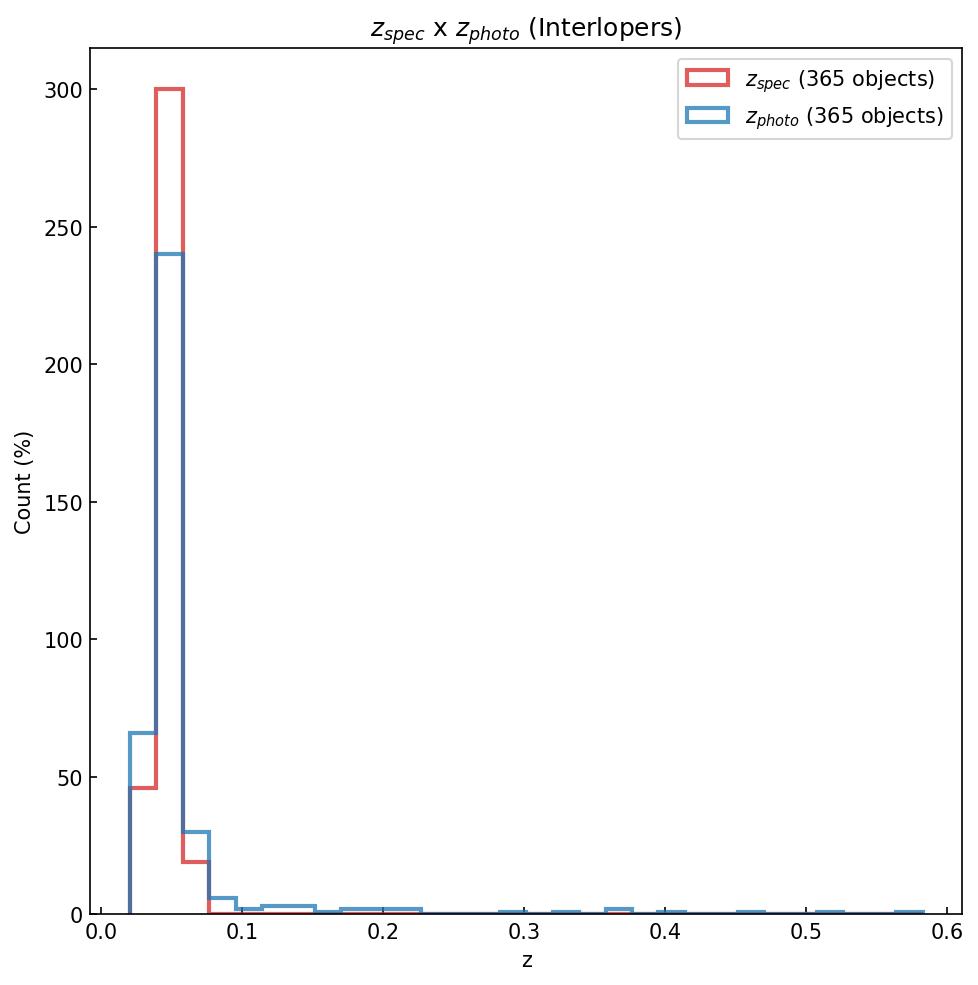 z_spec x z_photo (Interlopers)
z_spec (365 objects)
z_photo (365 objects)
300
250
200
150
100
50
0
Count (%)
0.0 0.1 0.2 0.3 0.4 0.5 0.6
z